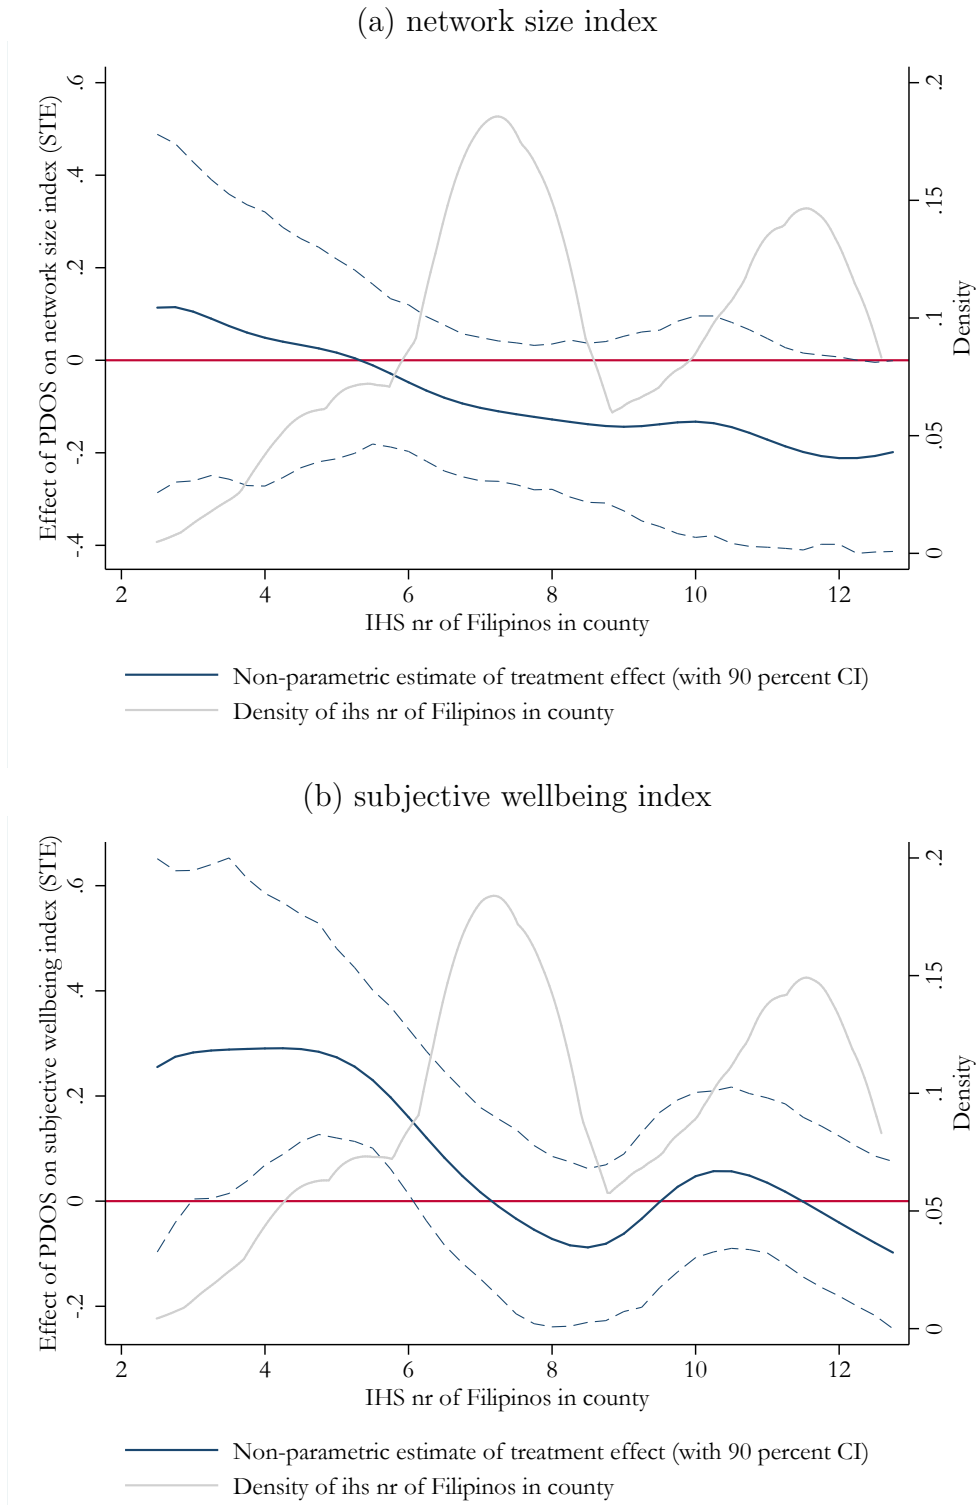 (a) network size index
Effect of PDOS on network size index (STE)
.6
.4
.2
0
-.2
-.4
.2
.15
.1
.05
0
Density
2 4 6 8 10 12
IHS nr of Filipinos in county
Non-parametric estimate of treatment effect (with 90 percent CI)
Density of ihs nr of Filipinos in county
(b) subjective wellbeing index
Effect of PDOS on subjective wellbeing index (STE)
.6
.4
.2
0
-.2
.2
.15
.1
.05
0
Density
2 4 6 8 10 12
IHS nr of Filipinos in county
Non-parametric estimate of treatment effect (with 90 percent CI)
Density of ihs nr of Filipinos in county